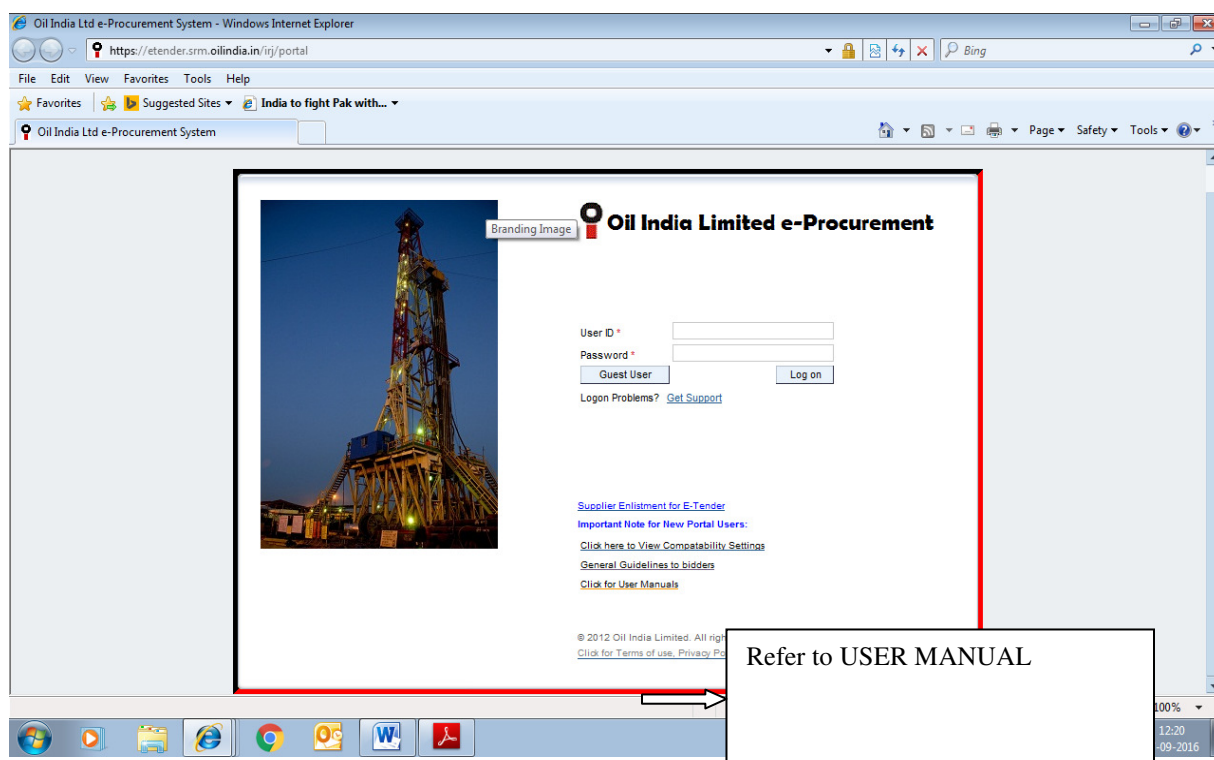 Oil India Ltd e-Procurement System - Windows Internet Explorer
https://etender.srm.oilindia.in/irj/portal
Bing
File Edit View Favorites Tools Help
Favorites Suggested Sites India to fight Pak with...
Oil India Ltd e-Procurement System
Page Safety Tools
Branding Image
Oil India Limited e-Procurement
User ID *
Password *
Guest User Log on
Logon Problems? Get Support
Supplier Enlistment for E-Tender
Important Note for New Portal Users:
Click here to View Compatability Settings
General Guidelines to bidders
Click for User Manuals
© 2012 Oil India Limited. All
Click for Terms of use, Privacy
Refer to USER MANUAL
100%
12:20
-09-2016